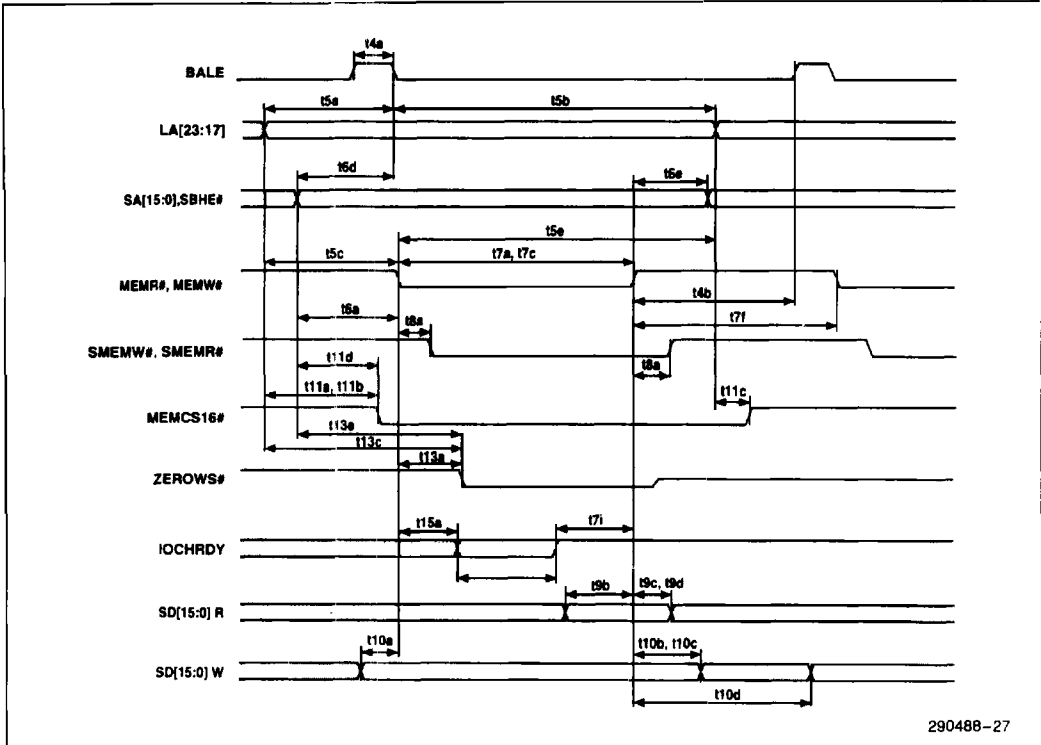 t4a
BALE
t5a t5b
LA[23:17]
t6d t6e
SA[15:0],SBHE#
t5e
t5c t7a, t7c
MEMR#, MEMW#
t4b
t6a t8a t7f
SMEMW#, SMEMR#
t11d t8a
t11a, t11b t11c
MEMCS16#
t13e
t13c
t13a
ZEROWS#
t15a t7i
IOCHRDY
t9b t9c, t9d
SD[15:0] R
t10a t10b, t10c
SD[15:0] W
t10d
290488–27